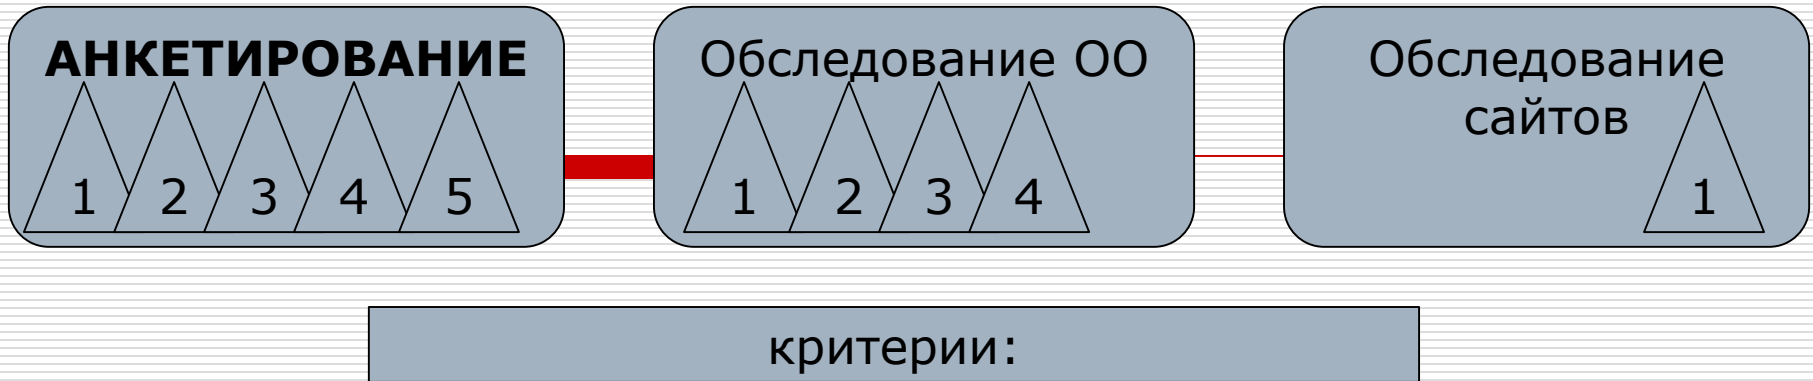 АНКЕТИРОВАНИЕ
1 2 3 4 5
Обследование ОО
1 2 3 4
Обследование
сайтов
1
критерии: